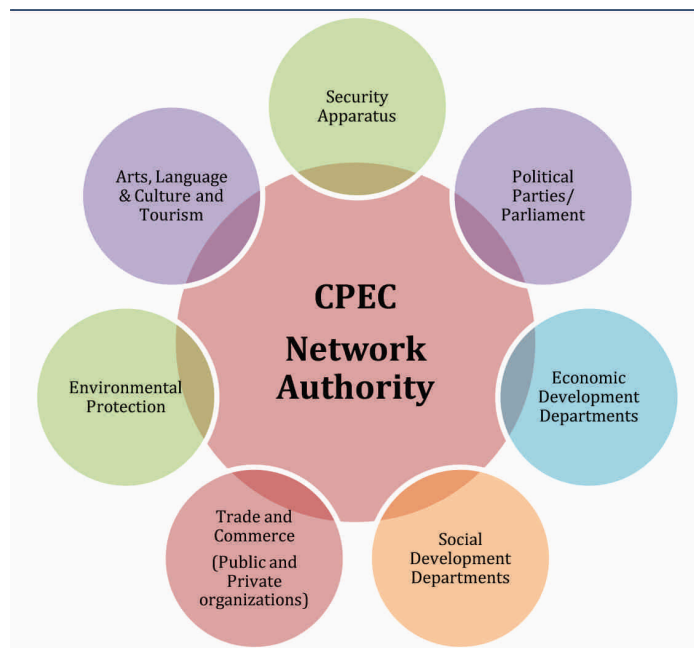 Security
Apparatus
Arts, Language
& Culture and
Tourism
Political
Parties/
Parliament
CPEC
Network
Authority
Environmental
Protection
Economic
Development
Departments
Trade and
Commerce
(Public and
Private
organizations)
Social
Development
Departments